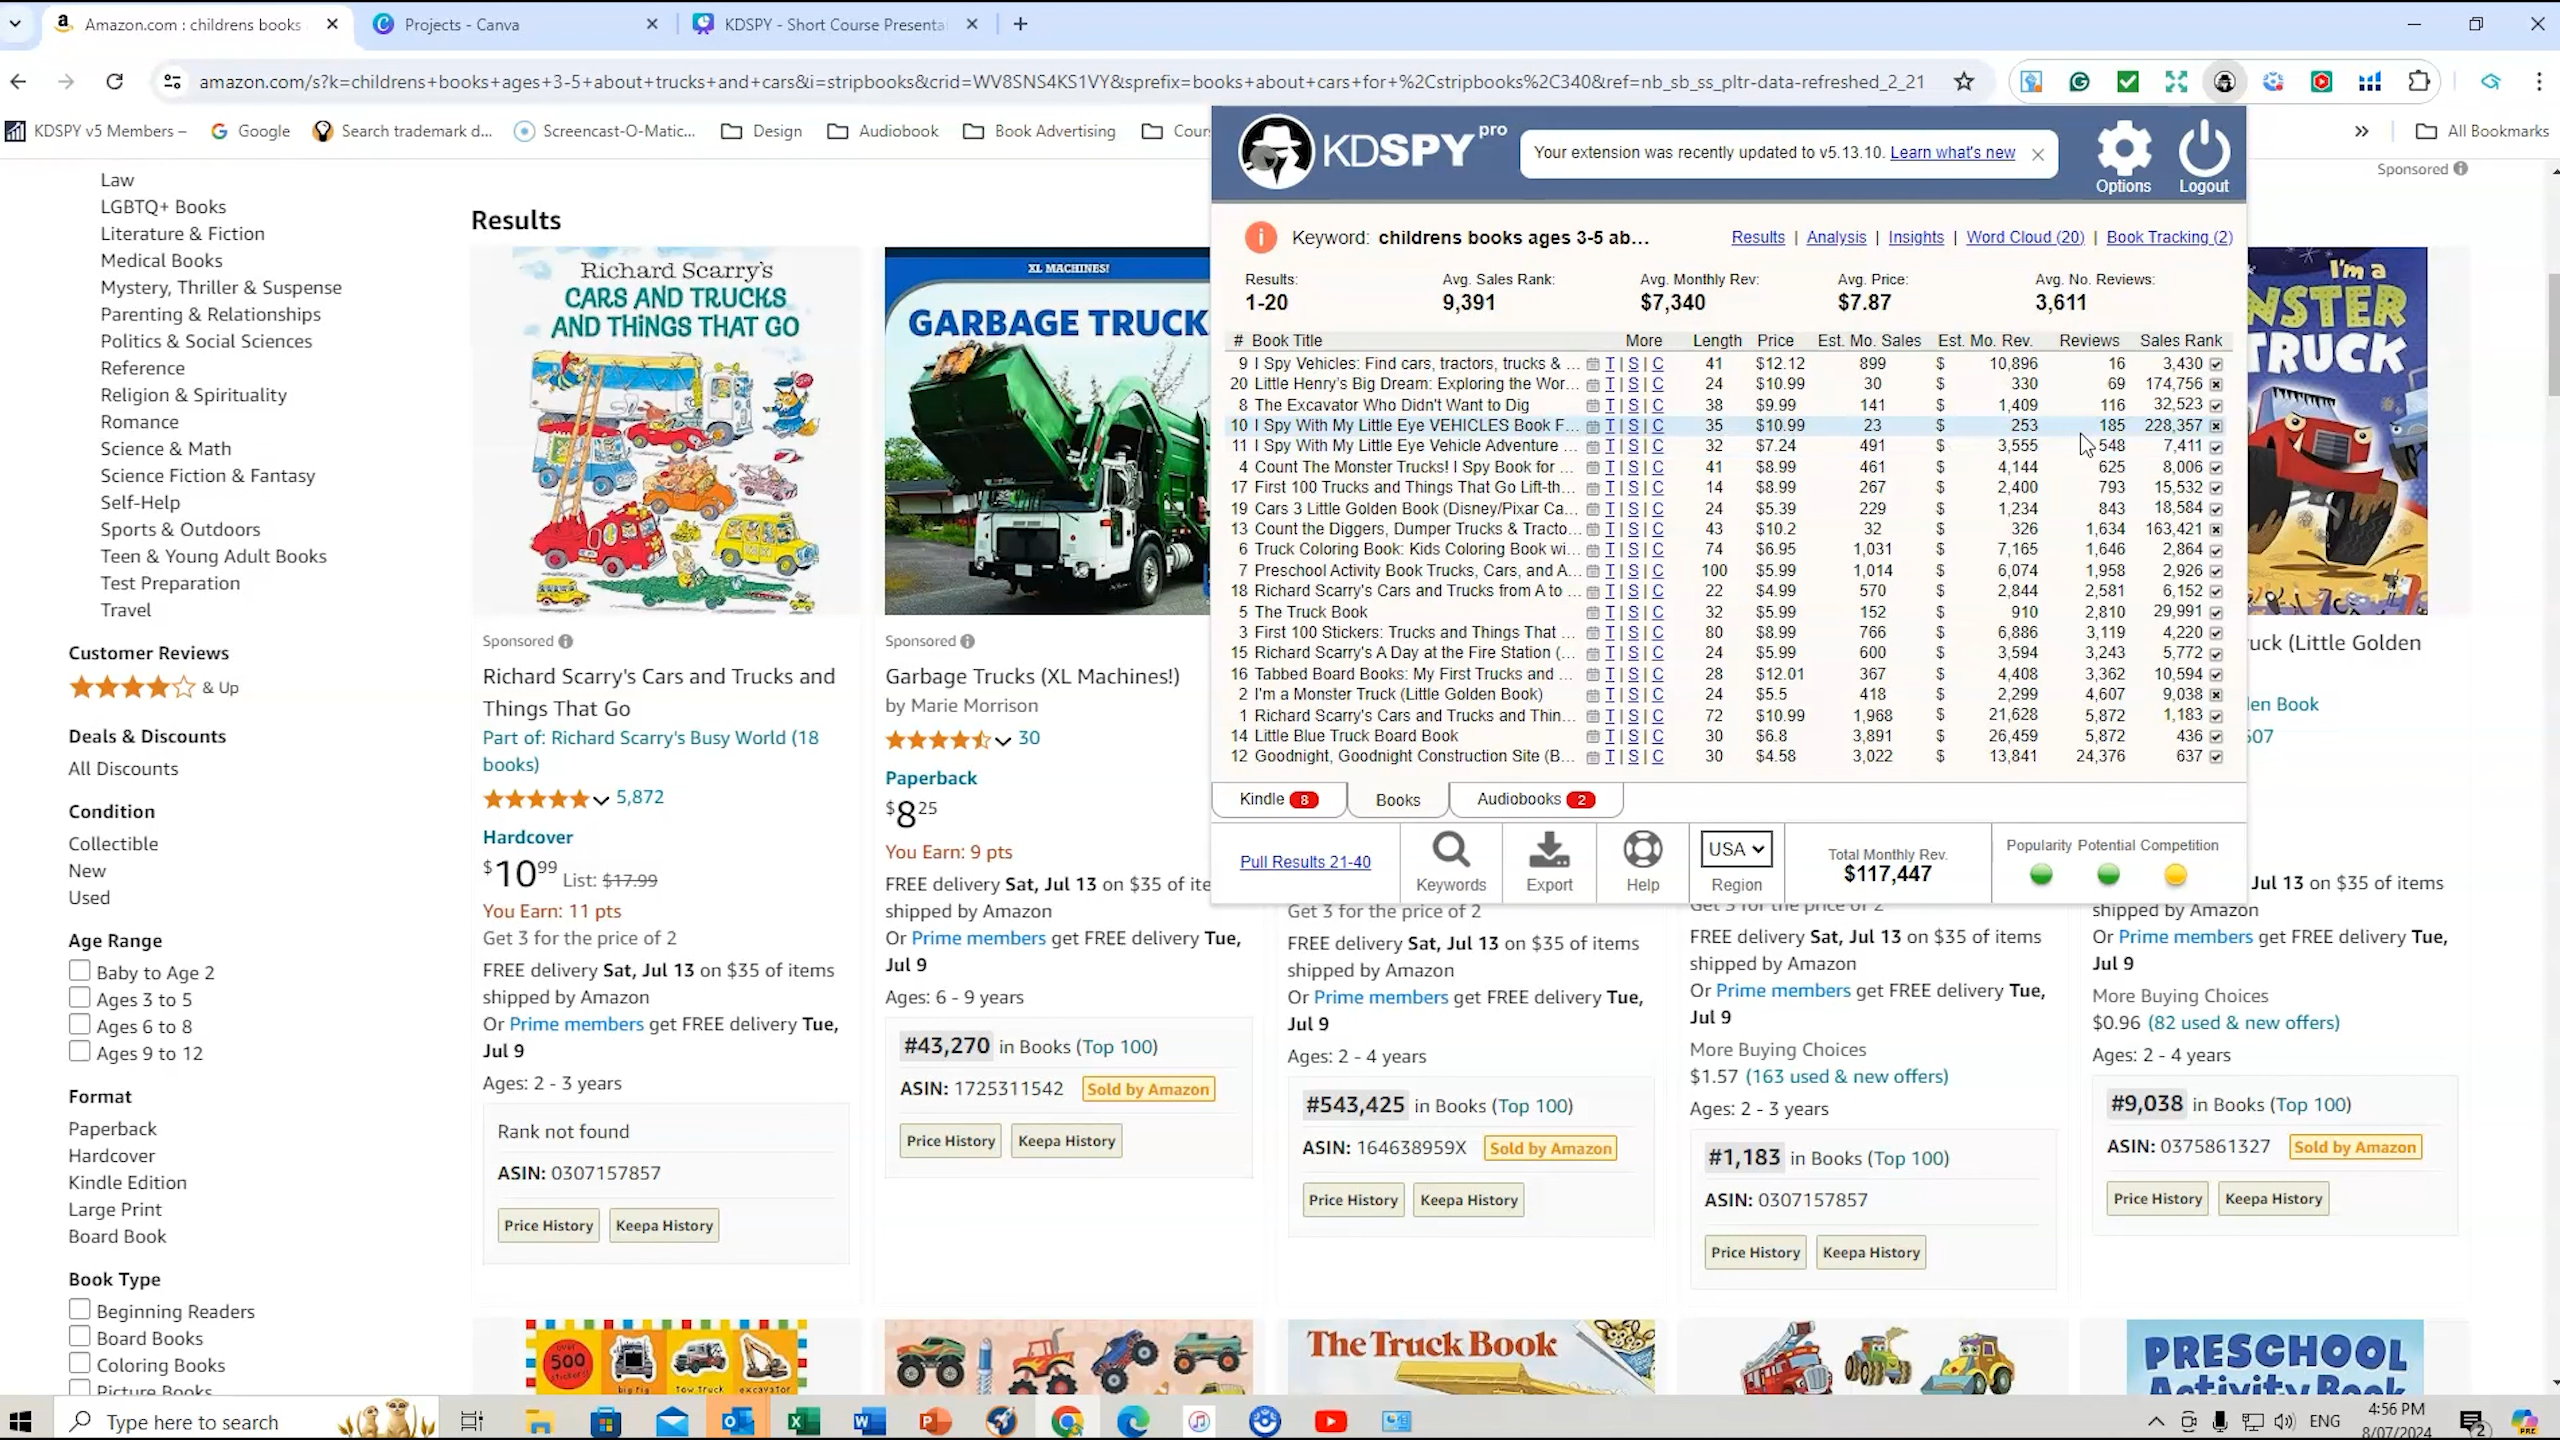 Amazon.com : childrens books
Projects - Canva
KDSPY - Short Course Presenta
amazon.com/s?k=childrens+books+ages+3-5+about+trucks+and+cars&i=stripbooks&crid=WV8SNS4KS1VY&sprefix=books+about+cars+for+%2Cstripbooks%2C340&ref=nb_sb_ss_pltr-data-refreshed_2_21
KDSPY v5 Members –
Google
Search trademark d...
Screencast-O-Matic...
Design
Audiobook
Book Advertising
Cour
»
All Bookmarks
Law
LGBTQ+ Books
Literature & Fiction
Medical Books
Mystery, Thriller & Suspense
Parenting & Relationships
Politics & Social Sciences
Reference
Religion & Spirituality
Romance
Science & Math
Science Fiction & Fantasy
Self-Help
Sports & Outdoors
Teen & Young Adult Books
Test Preparation
Travel
Customer Reviews
& Up
Deals & Discounts
All Discounts
Condition
Collectible
New
Used
Age Range
Baby to Age 2
Ages 3 to 5
Ages 6 to 8
Ages 9 to 12
Format
Paperback
Hardcover
Kindle Edition
Large Print
Board Book
Book Type
Beginning Readers
Board Books
Coloring Books
Picture Books
Results
Richard Scarry's
CARS AND TRUCKS
AND THINGS THAT GO
Sponsored
Richard Scarry's Cars and Trucks and
Things That Go
Part of: Richard Scarry's Busy World (18
books)
5,872
Hardcover
$10 99 List: $17.99
You Earn: 11 pts
Get 3 for the price of 2
FREE delivery Sat, Jul 13 on $35 of items
shipped by Amazon
Or Prime members get FREE delivery Tue,
Jul 9
Ages: 2 - 3 years
Rank not found
ASIN: 0307157857
Price History Keepa History
XL MACHINES!
GARBAGE TRUCK
Sponsored
Garbage Trucks (XL Machines!)
by Marie Morrison
30
Paperback
$8 25
You Earn: 9 pts
FREE delivery Sat, Jul 13 on $35 of ite
shipped by Amazon
Or Prime members get FREE delivery Tue,
Jul 9
Ages: 6 - 9 years
#43,270 in Books (Top 100)
ASIN: 1725311542 Sold by Amazon
Price History Keepa History
KDSPY pro
Your extension was recently updated to v5.13.10. Learn what's new
Options
Logout
Keyword: childrens books ages 3-5 ab...
Results | Analysis | Insights | Word Cloud (20) | Book Tracking (2)
Results: Avg. Sales Rank: Avg. Monthly Rev: Avg. Price: Avg. No. Reviews:
1-20 9,391 $7,340 $7.87 3,611
# Book Title More Length Price Est. Mo. Sales Est. Mo. Rev. Reviews Sales Rank
9 I Spy Vehicles: Find cars, tractors, trucks & ... T | S | C 41 $12.12 899 $ 10,896 16 3,430
20 Little Henry's Big Dream: Exploring the Wor... T | S | C 24 $10.99 30 $ 330 69 174,756
8 The Excavator Who Didn't Want to Dig T | S | C 38 $9.99 141 $ 1,409 116 32,523
10 I Spy With My Little Eye VEHICLES Book F... T | S | C 35 $10.99 23 $ 253 185 228,357
11 I Spy With My Little Eye Vehicle Adventure ... T | S | C 32 $7.24 491 $ 3,555 548 7,411
4 Count The Monster Trucks! I Spy Book for ... T | S | C 41 $8.99 461 $ 4,144 625 8,006
17 First 100 Trucks and Things That Go Lift-th... T | S | C 14 $8.99 267 $ 2,400 793 15,532
19 Cars 3 Little Golden Book (Disney/Pixar Ca... T | S | C 24 $5.39 229 $ 1,234 843 18,584
13 Count the Diggers, Dumper Trucks & Tracto... T | S | C 43 $10.2 32 $ 326 1,634 163,421
6 Truck Coloring Book: Kids Coloring Book wi... T | S | C 74 $6.95 1,031 $ 7,165 1,646 2,864
7 Preschool Activity Book Trucks, Cars, and A... T | S | C 100 $5.99 1,014 $ 6,074 1,958 2,926
18 Richard Scarry's Cars and Trucks from A to ... T | S | C 22 $4.99 570 $ 2,844 2,581 6,152
5 The Truck Book T | S | C 32 $5.99 152 $ 910 2,810 29,991
3 First 100 Stickers: Trucks and Things That ... T | S | C 80 $8.99 766 $ 6,886 3,119 4,220
15 Richard Scarry's A Day at the Fire Station (... T | S | C 24 $5.99 600 $ 3,594 3,243 5,772
16 Tabbed Board Books: My First Trucks and ... T | S | C 28 $12.01 367 $ 4,408 3,362 10,594
2 I'm a Monster Truck (Little Golden Book) T | S | C 24 $5.5 418 $ 2,299 4,607 9,038
1 Richard Scarry's Cars and Trucks and Thin... T | S | C 72 $10.99 1,968 $ 21,628 5,872 1,183
14 Little Blue Truck Board Book T | S | C 30 $6.8 3,891 $ 26,459 5,872 436
12 Goodnight, Goodnight Construction Site (B... T | S | C 30 $4.58 3,022 $ 13,841 24,376 637
Kindle 8
Books
Audiobooks 2
Pull Results 21-40
Keywords
Export
Help
USA
Region
Total Monthly Rev.
$117,447
Popularity Potential Competition
Get 3 for the price of 2
FREE delivery Sat, Jul 13 on $35 of items
shipped by Amazon
Or Prime members get FREE delivery Tue,
Jul 9
Ages: 2 - 4 years
#543,425 in Books (Top 100)
ASIN: 164638959X Sold by Amazon
Price History Keepa History
Get 3 for the price of 2
FREE delivery Sat, Jul 13 on $35 of items
shipped by Amazon
Or Prime members get FREE delivery Tue,
Jul 9
More Buying Choices
$1.57 (163 used & new offers)
Ages: 2 - 3 years
#1,183 in Books (Top 100)
ASIN: 0307157857
Price History Keepa History
Sponsored
I'm a
NSTER
RUCK
ruck (Little Golden
den Book
607
Jul 13 on $35 of items
shipped by Amazon
Or Prime members get FREE delivery Tue,
Jul 9
More Buying Choices
$0.96 (82 used & new offers)
Ages: 2 - 4 years
#9,038 in Books (Top 100)
ASIN: 0375861327 Sold by Amazon
Price History Keepa History
over
500
stickers!
big rig tow truck excavator
The Truck Book
PRESCHOOL
Activity Book
Type here to search
ENG
4:56 PM
8/07/2024
2
PRE